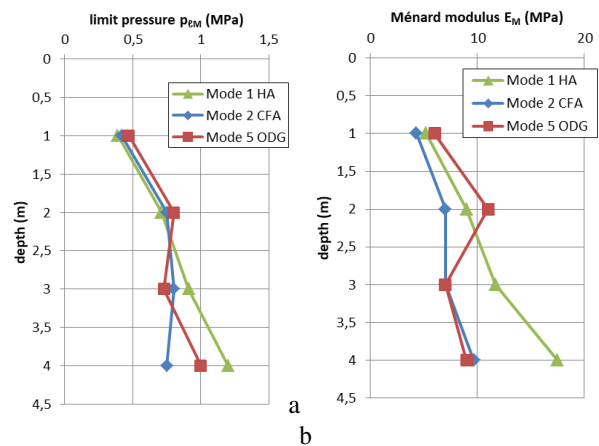 limit pressure pℓM (MPa)
0 0,5 1 1,5
0
0,5
1
1,5
2
2,5
3
3,5
4
4,5
depth (m)
Mode 1 HA
Mode 2 CFA
Mode 5 ODG
a
Ménard modulus EM (MPa)
0 10 20
0
0,5
1
1,5
2
2,5
3
3,5
4
4,5
depth (m)
Mode 1 HA
Mode 2 CFA
Mode 5 ODG
b